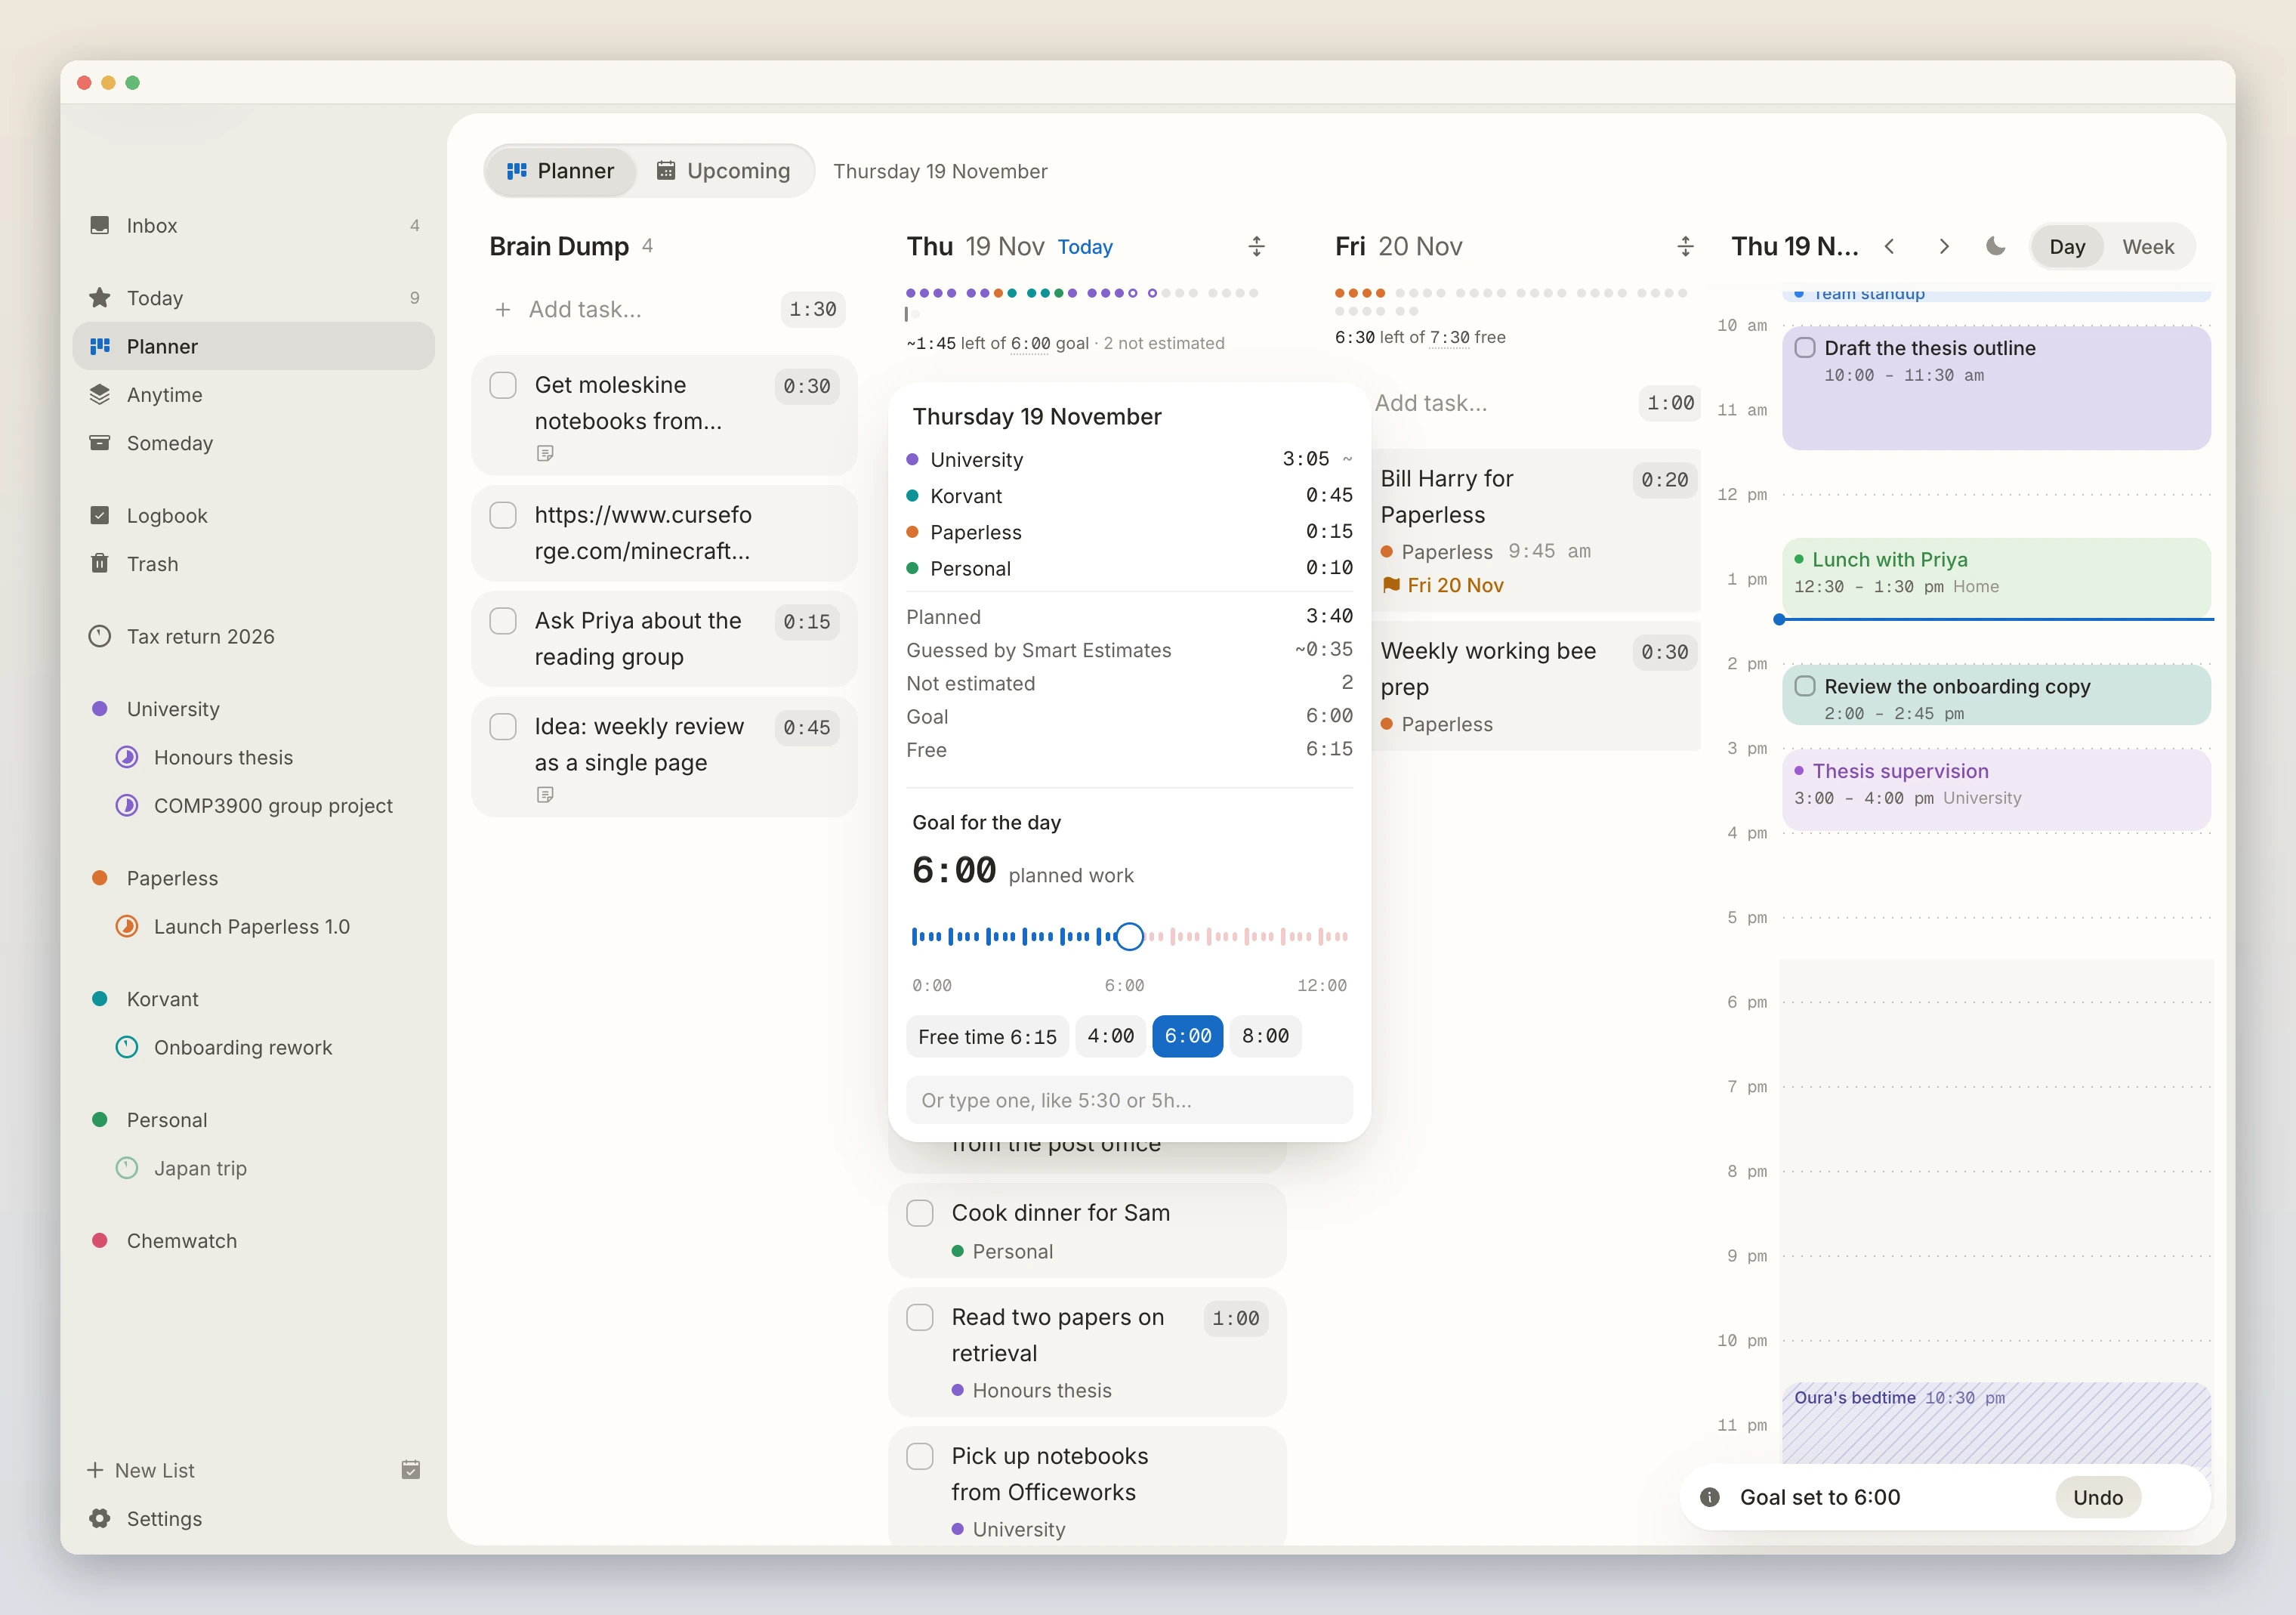 Inbox 4
Today 9
Planner
Anytime
Someday
Logbook
Trash
Tax return 2026
University
Honours thesis
COMP3900 group project
Paperless
Launch Paperless 1.0
Korvant
Onboarding rework
Personal
Japan trip
Chemwatch
New List
Settings
Planner Upcoming Thursday 19 November
Brain Dump 4
Add task... 1:30
Get moleskine 0:30
notebooks from...
https://www.cursefo
rge.com/minecraft...
Ask Priya about the 0:15
reading group
Idea: weekly review 0:45
as a single page
Thu 19 Nov Today
~1:45 left of 6:00 goal · 2 not estimated
Thursday 19 November
University 3:05 ~
Korvant 0:45
Paperless 0:15
Personal 0:10
Planned 3:40
Guessed by Smart Estimates ~0:35
Not estimated 2
Goal 6:00
Free 6:15
Goal for the day
6:00 planned work
0:00 6:00 12:00
Free time 6:15 4:00 6:00 8:00
Or type one, like 5:30 or 5h...
from the post office
Cook dinner for Sam
Personal
Read two papers on 1:00
retrieval
Honours thesis
Pick up notebooks
from Officeworks
University
Fri 20 Nov
6:30 left of 7:30 free
Add task... 1:00
Bill Harry for 0:20
Paperless
Paperless 9:45 am
Fri 20 Nov
Weekly working bee 0:30
prep
Paperless
Thu 19 N... Day Week
Team standup
10 am
Draft the thesis outline
10:00 – 11:30 am
11 am
12 pm
Lunch with Priya
12:30 – 1:30 pm Home
1 pm
2 pm
Review the onboarding copy
2:00 – 2:45 pm
3 pm
Thesis supervision
3:00 – 4:00 pm University
4 pm
5 pm
6 pm
7 pm
8 pm
9 pm
10 pm
Oura's bedtime 10:30 pm
11 pm
Goal set to 6:00 Undo